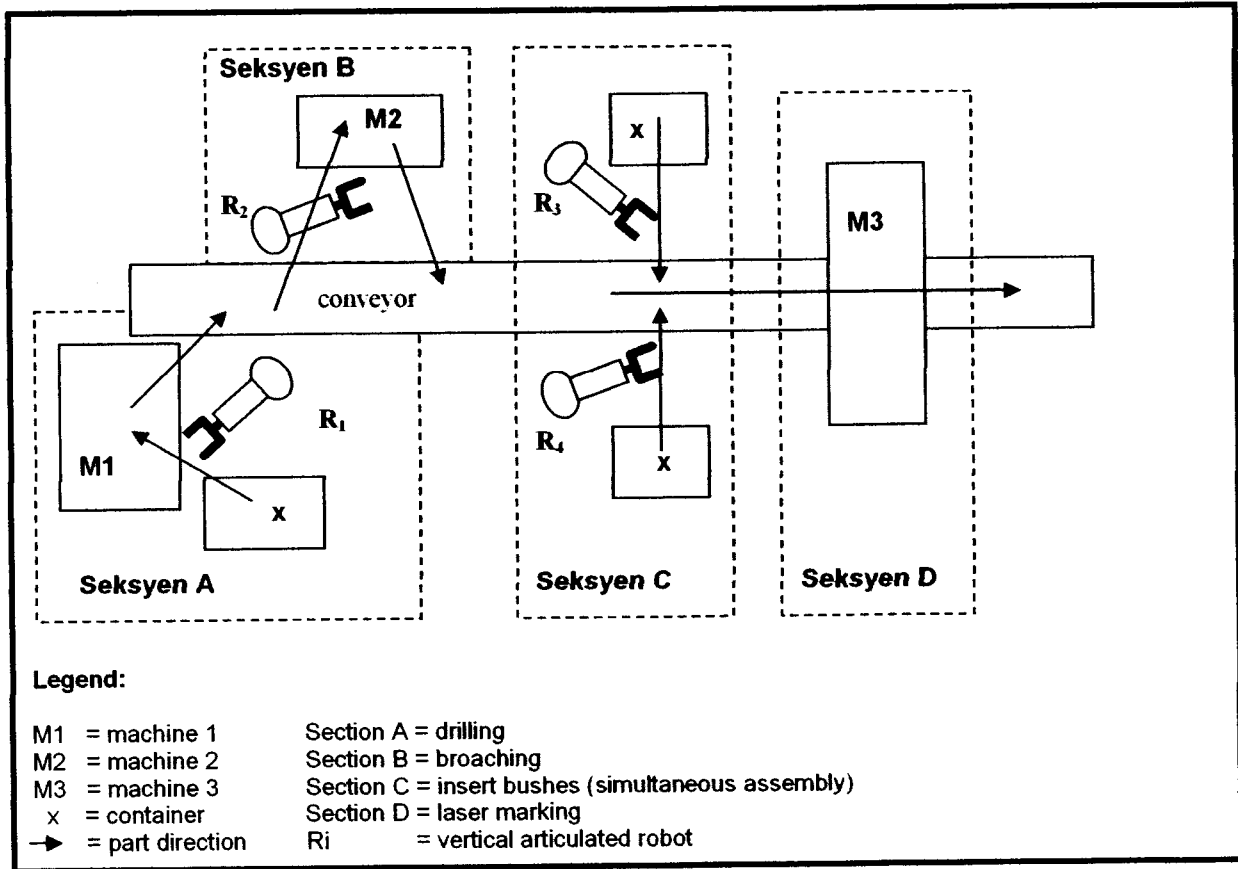 Seksyen B
M2
x
R2
R3
M3
conveyor
R1
R4
M1
x
x
Seksyen A
Seksyen C
Seksyen D
Legend:
M1 = machine 1 Section A = drilling
M2 = machine 2 Section B = broaching
M3 = machine 3 Section C = insert bushes (simultaneous assembly)
x = container Section D = laser marking
→ = part direction Ri = vertical articulated robot